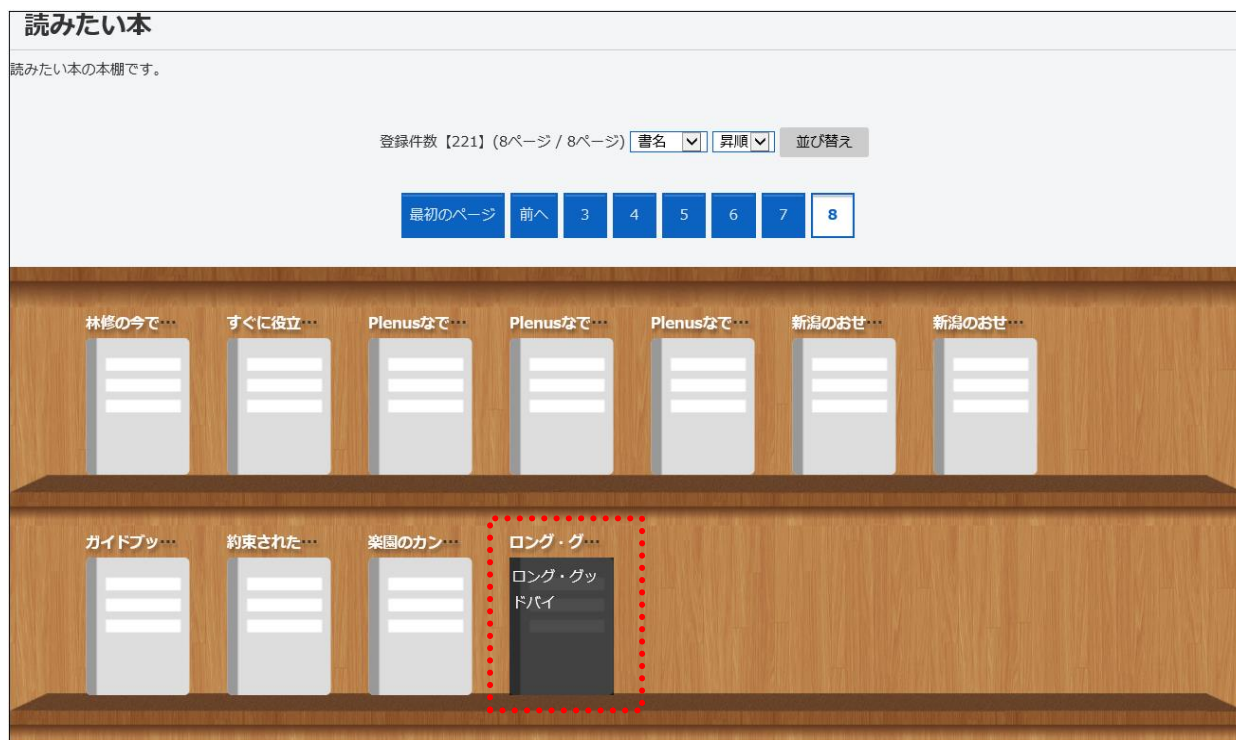 読みたい本
読みたい本の本棚です。
登録件数【221】(8ページ / 8ページ) 書名 昇順 並び替え
最初のページ 前へ 3 4 5 6 7 8
林修の今で… すぐに役立… Plenusなで… Plenusなで… Plenusなで… 新潟のおせ… 新潟のおせ…
ガイドブッ… 約束された… 楽園のカン… ロング・グ…
ロング・グッ
ドバイ